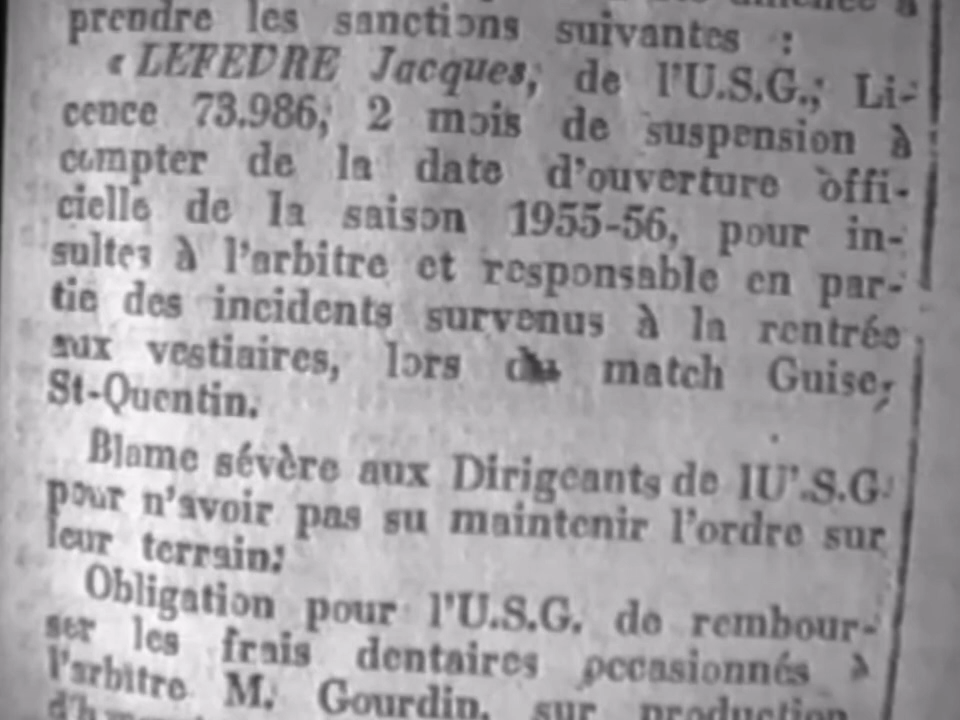 prendre les sanctions suivantes :
« LEFEDRE Jacques, de l'U.S.G., Li-
cence 73.986, 2 mois de suspension à
compter de la date d'ouverture offi-
cielle de la saison 1955-56, pour in-
sultes à l'arbitre et responsable en par-
tie des incidents survenus à la rentrée
aux vestiaires, lors du match Guise,
St-Quentin.
Blame sévère aux Dirigeants de lU'.S.G
pour n'avoir pas su maintenir l'ordre sur
leur terrain.
Obligation pour l'U.S.G. de rembour-
ser les frais dentaires occasionnés à
l'arbitre M. Gourdin, sur production